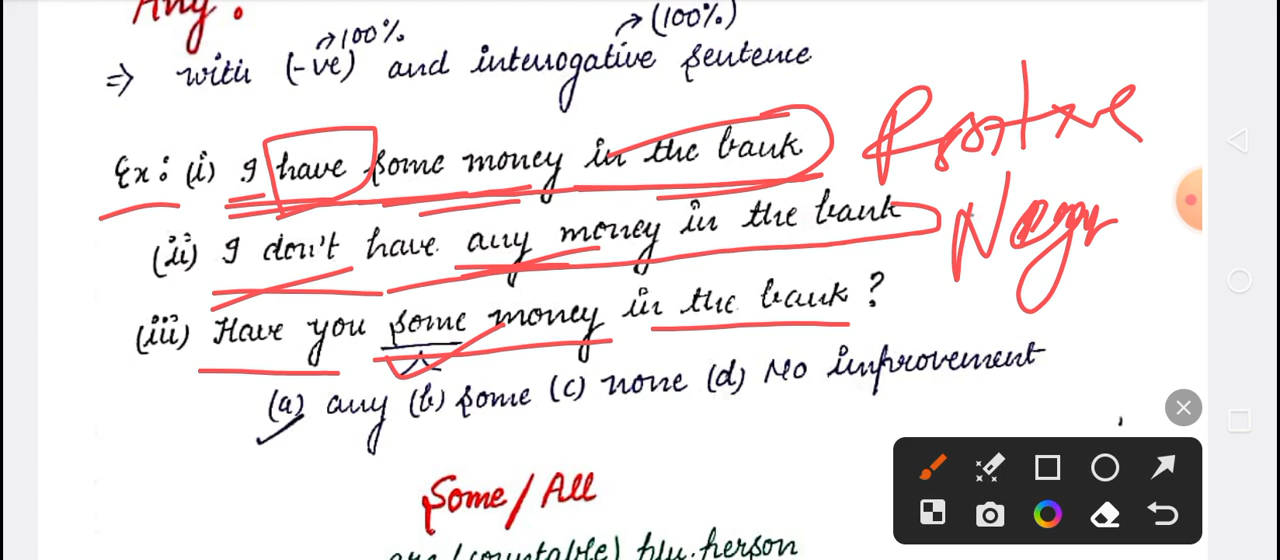 Any :
→100% →(100%)
⇒ with (-ve) and interrogative sentence
Ex: (i) I have some money in the bank
Positive
(ii) I don't have any money in the bank
(iii) Have you some money in the bank ?
(a) any (b) some (c) none (d) No improvement
Some / All